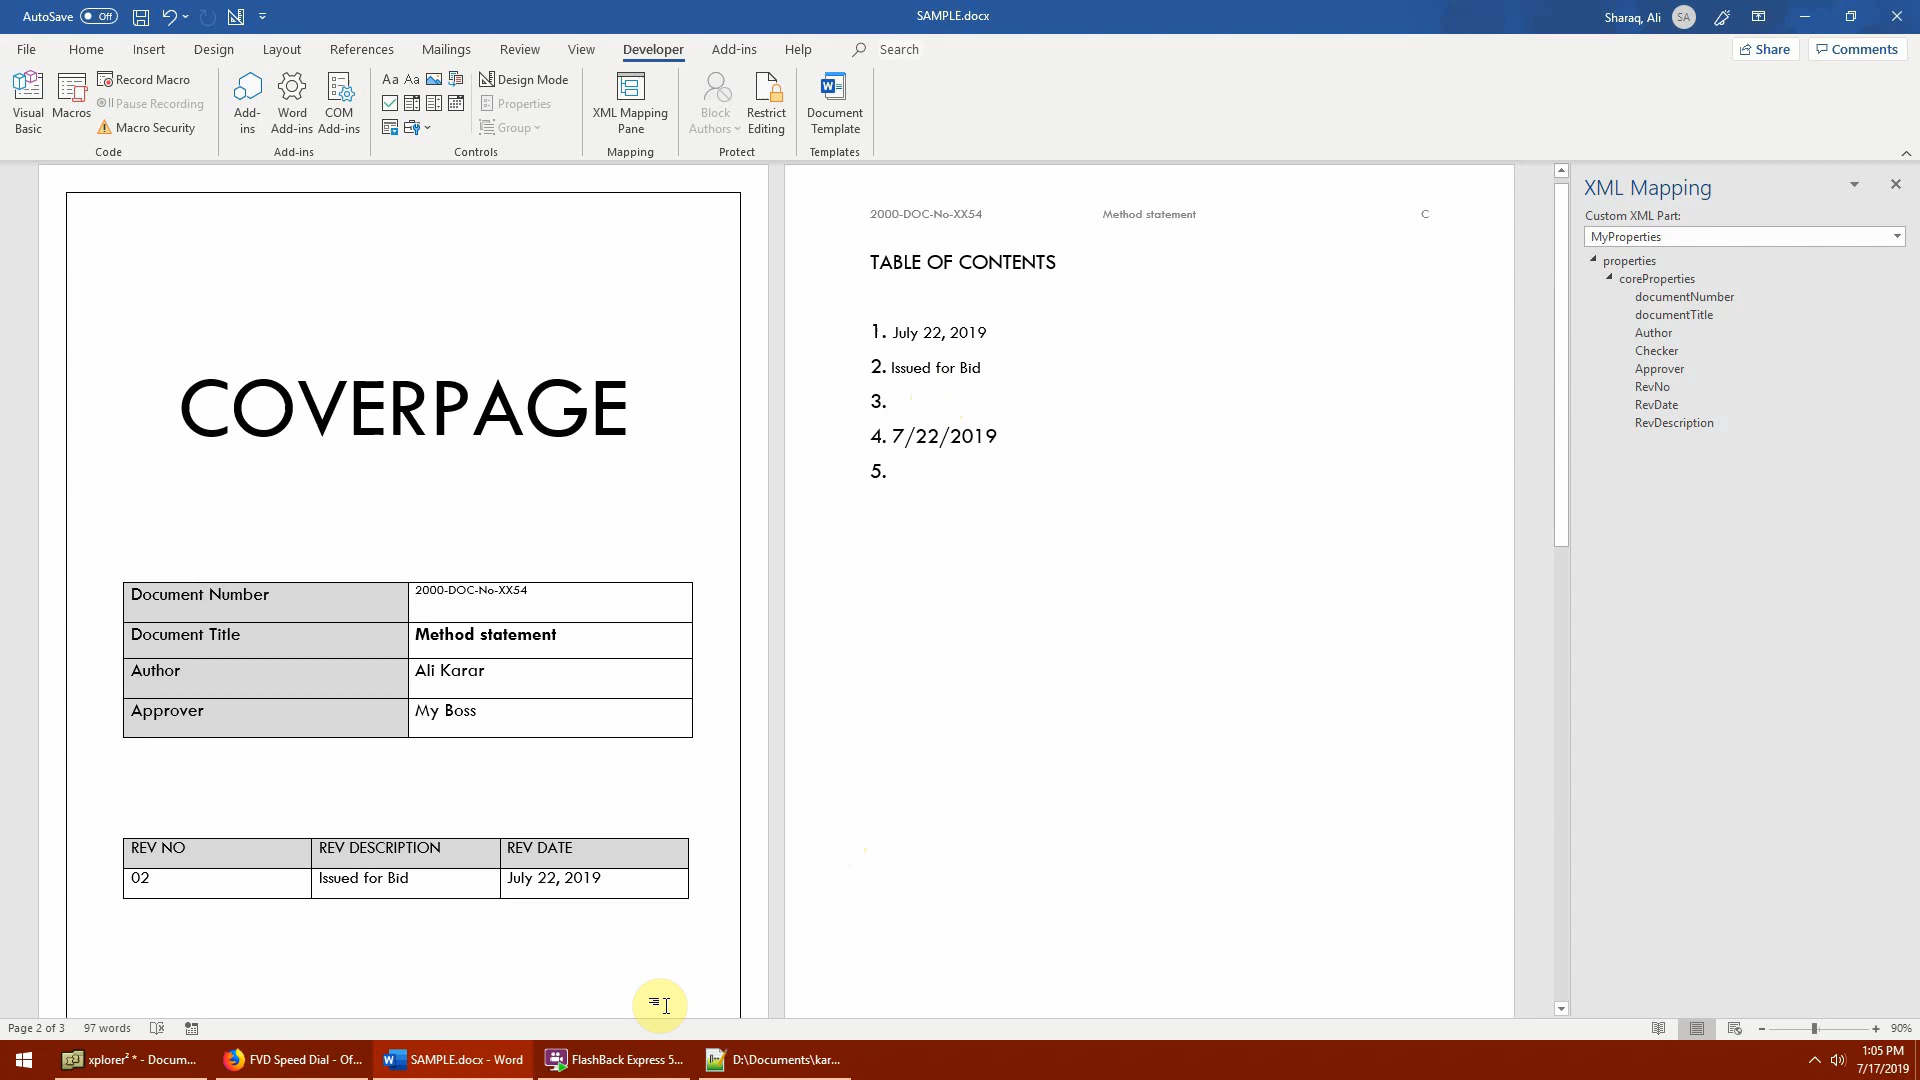 AutoSave Off
SAMPLE.docx
Sharaq, Ali SA
File Home Insert Design Layout References Mailings Review View Developer Add-ins Help Search
Share Comments
Visual Basic
Macros
Record Macro
Pause Recording
Macro Security
Code
Add-ins
Word Add-ins
COM Add-ins
Add-ins
Aa Aa
Design Mode
Properties
Group
Controls
XML Mapping Pane
Mapping
Block Authors
Restrict Editing
Protect
Document Template
Templates
COVERPAGE
Document Number 2000-DOC-No-XX54
Document Title Method statement
Author Ali Karar
Approver My Boss
REV NO REV DESCRIPTION REV DATE
02 Issued for Bid July 22, 2019
2000-DOC-No-XX54 Method statement C
TABLE OF CONTENTS
1. July 22, 2019
2. Issued for Bid
3.
4. 7/22/2019
5.
XML Mapping
Custom XML Part:
MyProperties
properties
coreProperties
documentNumber
documentTitle
Author
Checker
Approver
RevNo
RevDate
RevDescription
Page 2 of 3 97 words
90%
xplorer² * - Docum...
FVD Speed Dial - Of...
SAMPLE.docx - Word
FlashBack Express 5...
D:\Documents\kar...
1:05 PM
7/17/2019